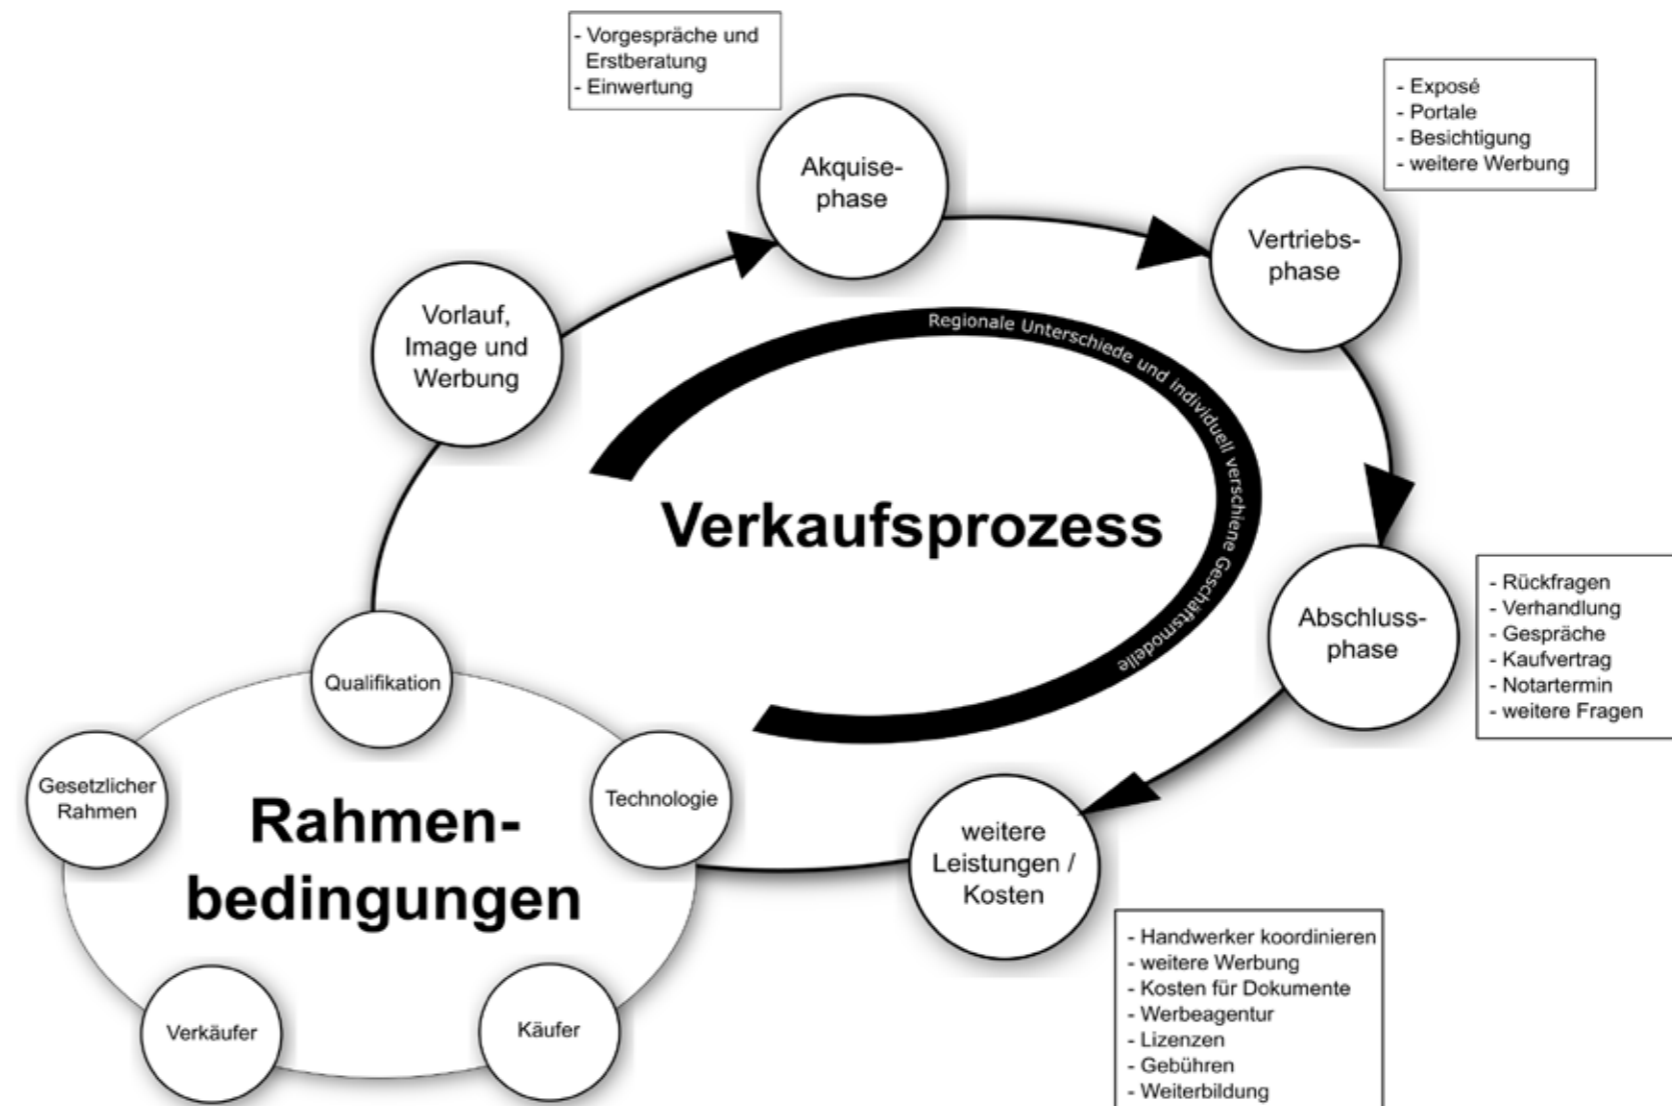 - Vorgespräche und
Erstberatung
- Einwertung
Akquise-
phase
- Exposé
- Portale
- Besichtigung
- weitere Werbung
Vertriebs-
phase
Vorlauf,
Image und
Werbung
Regionale Unterschiede und individuell verschiene Geschäftsmodelle
Verkaufsprozess
Abschluss-
phase
- Rückfragen
- Verhandlung
- Gespräche
- Kaufvertrag
- Notartermin
- weitere Fragen
weitere
Leistungen /
Kosten
- Handwerker koordinieren
- weitere Werbung
- Kosten für Dokumente
- Werbeagentur
- Lizenzen
- Gebühren
- Weiterbildung
Qualifikation
Gesetzlicher
Rahmen
Technologie
Rahmen-
bedingungen
Verkäufer
Käufer